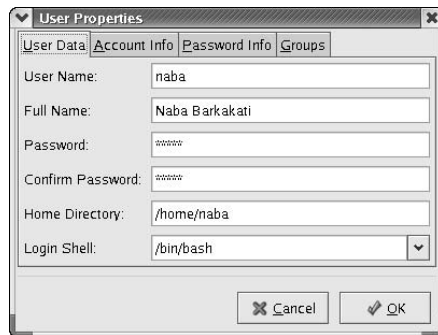 User Properties
User Data Account Info Password Info Groups
User Name: naba
Full Name: Naba Barkakati
Password: *****
Confirm Password: *****
Home Directory: /home/naba
Login Shell: /bin/bash
Cancel OK